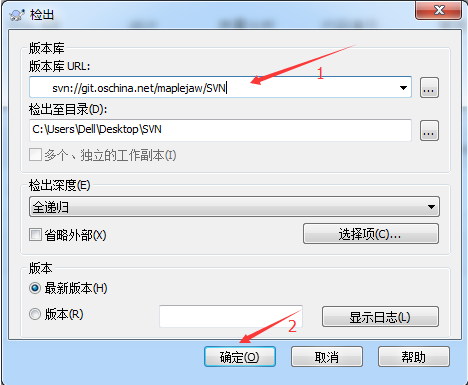 检出
版本库
版本库 URL:
svn://git.oschina.net/maplejaw/SVN
1
...
检出至目录(D):
C:\Users\Dell\Desktop\SVN
...
多个、独立的工作副本(I)
检出深度(E)
全递归
省略外部(X)
选择项(C)...
版本
最新版本(H)
版本(R)
显示日志(L)
2
确定(O)
取消
帮助